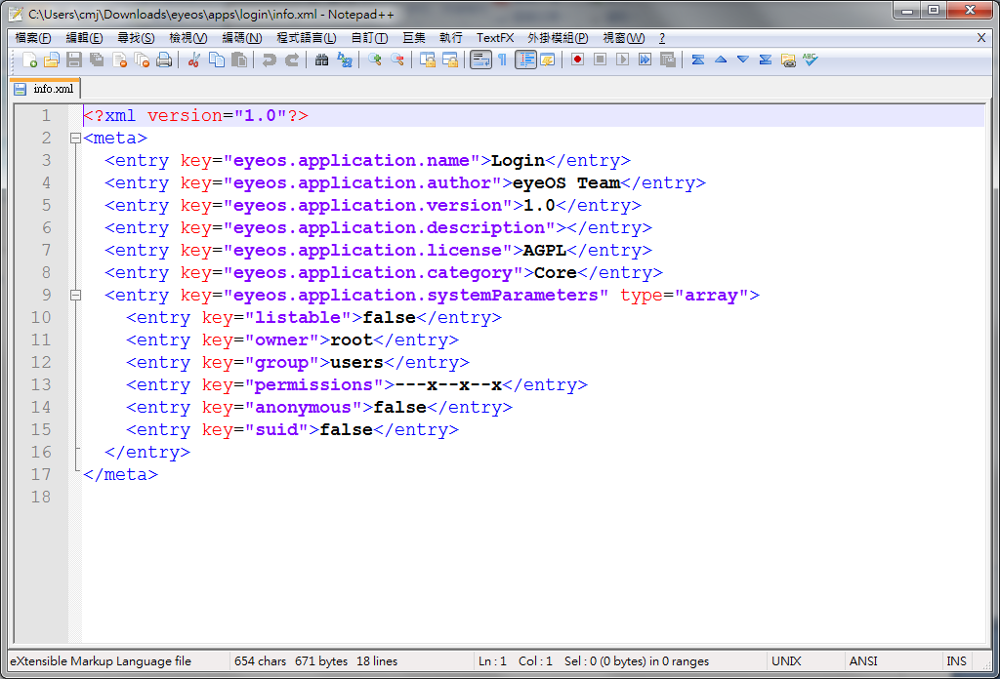 C:\Users\cmj\Downloads\eyeos\apps\login\info.xml - Notepad++
檔案(F) 編輯(E) 尋找(S) 檢視(V) 編碼(N) 程式語言(L) 自訂(T) 巨集 執行 TextFX 外掛模組(P) 視窗(W) ? X
info.xml
1 <?xml version="1.0"?>
2 <meta>
3 <entry key="eyeos.application.name">Login</entry>
4 <entry key="eyeos.application.author">eyeOS Team</entry>
5 <entry key="eyeos.application.version">1.0</entry>
6 <entry key="eyeos.application.description"></entry>
7 <entry key="eyeos.application.license">AGPL</entry>
8 <entry key="eyeos.application.category">Core</entry>
9 <entry key="eyeos.application.systemParameters" type="array">
10 <entry key="listable">false</entry>
11 <entry key="owner">root</entry>
12 <entry key="group">users</entry>
13 <entry key="permissions">---x--x--x</entry>
14 <entry key="anonymous">false</entry>
15 <entry key="suid">false</entry>
16 </entry>
17 </meta>
18
eXtensible Markup Language file 654 chars 671 bytes 18 lines Ln : 1 Col : 1 Sel : 0 (0 bytes) in 0 ranges UNIX ANSI INS